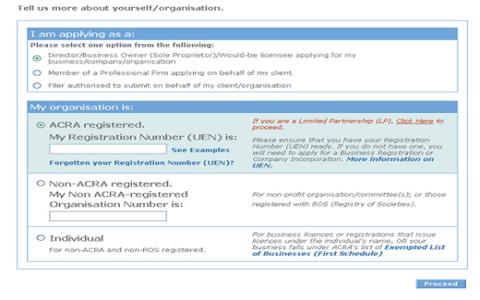 Tell us more about yourself/organisation.
I am applying as a:
Please select one option from the following:
Director/Business Owner (Sole Proprietor)/Would-be licensee applying for my
business/company/organisation
Member of a Professional Firm applying on behalf of my client
Filer authorised to submit on behalf of my client/organisation
My organisation is:
ACRA registered.
My Registration Number (UEN) is:
See Examples
Forgotten your Registration Number (UEN)?
If you are a Limited Partnership (LP), Click Here to
proceed.
Please ensure that you have your Registration
Number (UEN) ready. If you do not have one, you
will need to apply for a Business Registration or
Company Incorporation. More information on
UEN.
Non-ACRA registered.
My Non ACRA-registered
Organisation Number is:
For non-profit organisation/committee(s); or those
registered with ROS (Registry of Societies).
Individual
For non-ACRA and non-ROS registered.
For business licences or registrations that issue
licences under the individual's name, OR your
business falls under ACRA's list of Exempted List
of Businesses (First Schedule)
Proceed